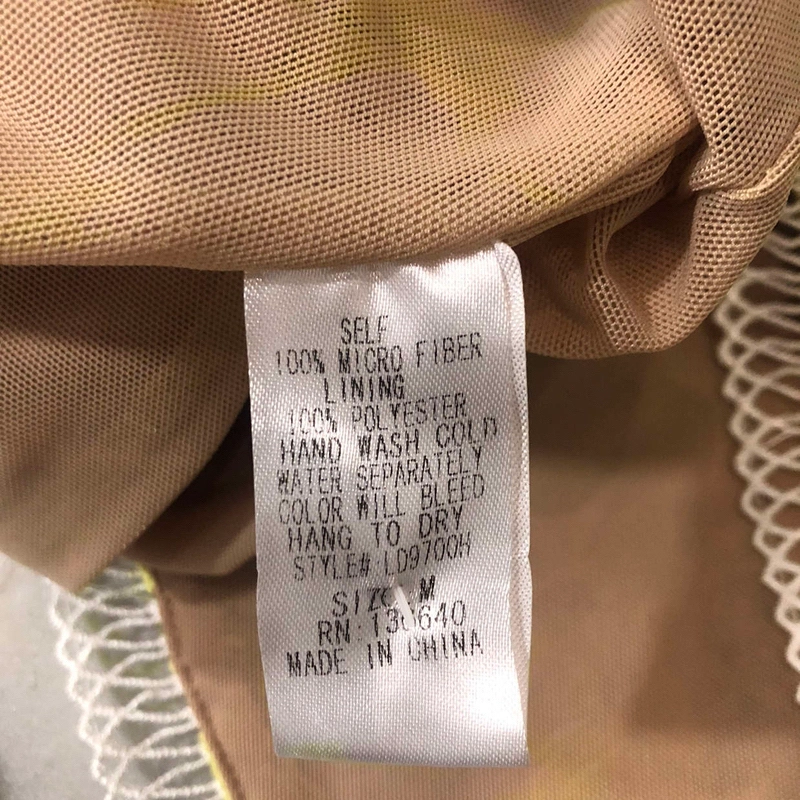 SELF
100% MICRO FIBER
LINING
100% POLYESTER
HAND WASH COLD
WATER SEPARATELY
COLOR WILL BLEED
HANG TO DRY
STYLE# LD9700H
SIZE M
RN:
MADE IN CHINA